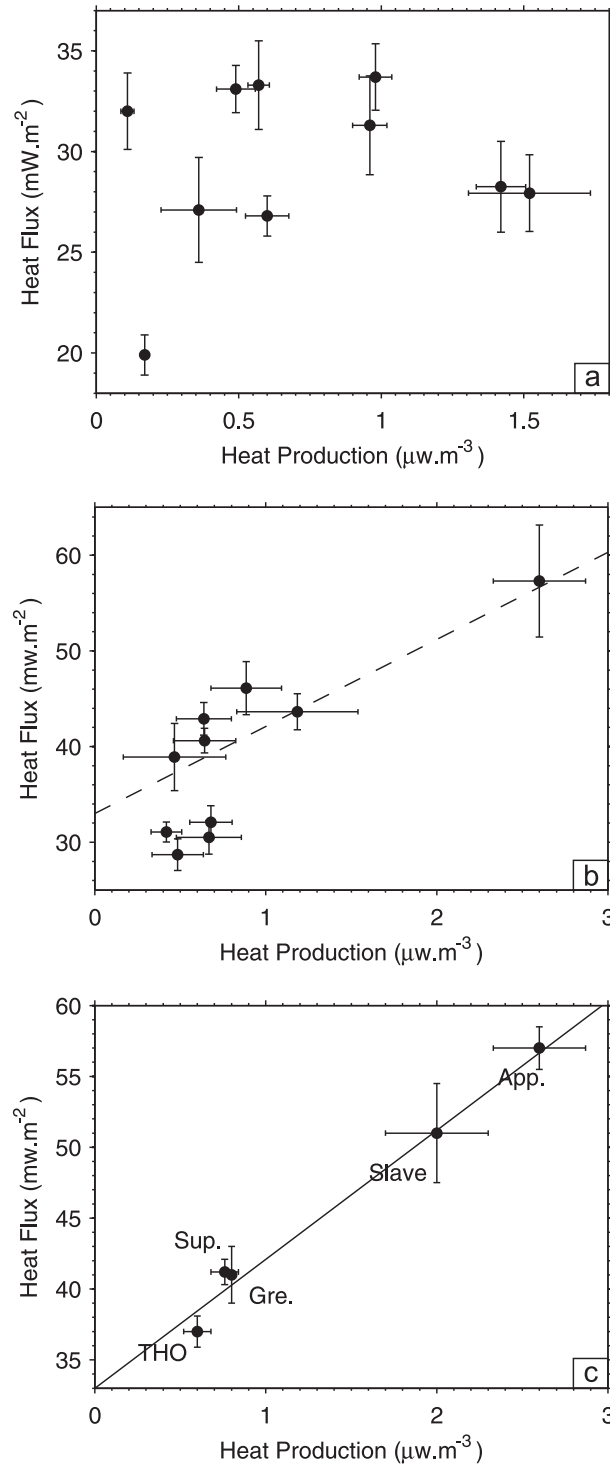 Heat Flux (mW.m-2)
35
30
25
20
0
0.5
1
1.5
Heat Production (μw.m-3)
a
Heat Flux (mw.m-2)
60
50
40
30
0
1
2
3
Heat Production (μw.m-3)
b
Heat Flux (mw.m-2)
60
55
50
45
40
35
App.
Slave
Sup.
Gre.
THO
0
1
2
3
Heat Production (μw.m-3)
c